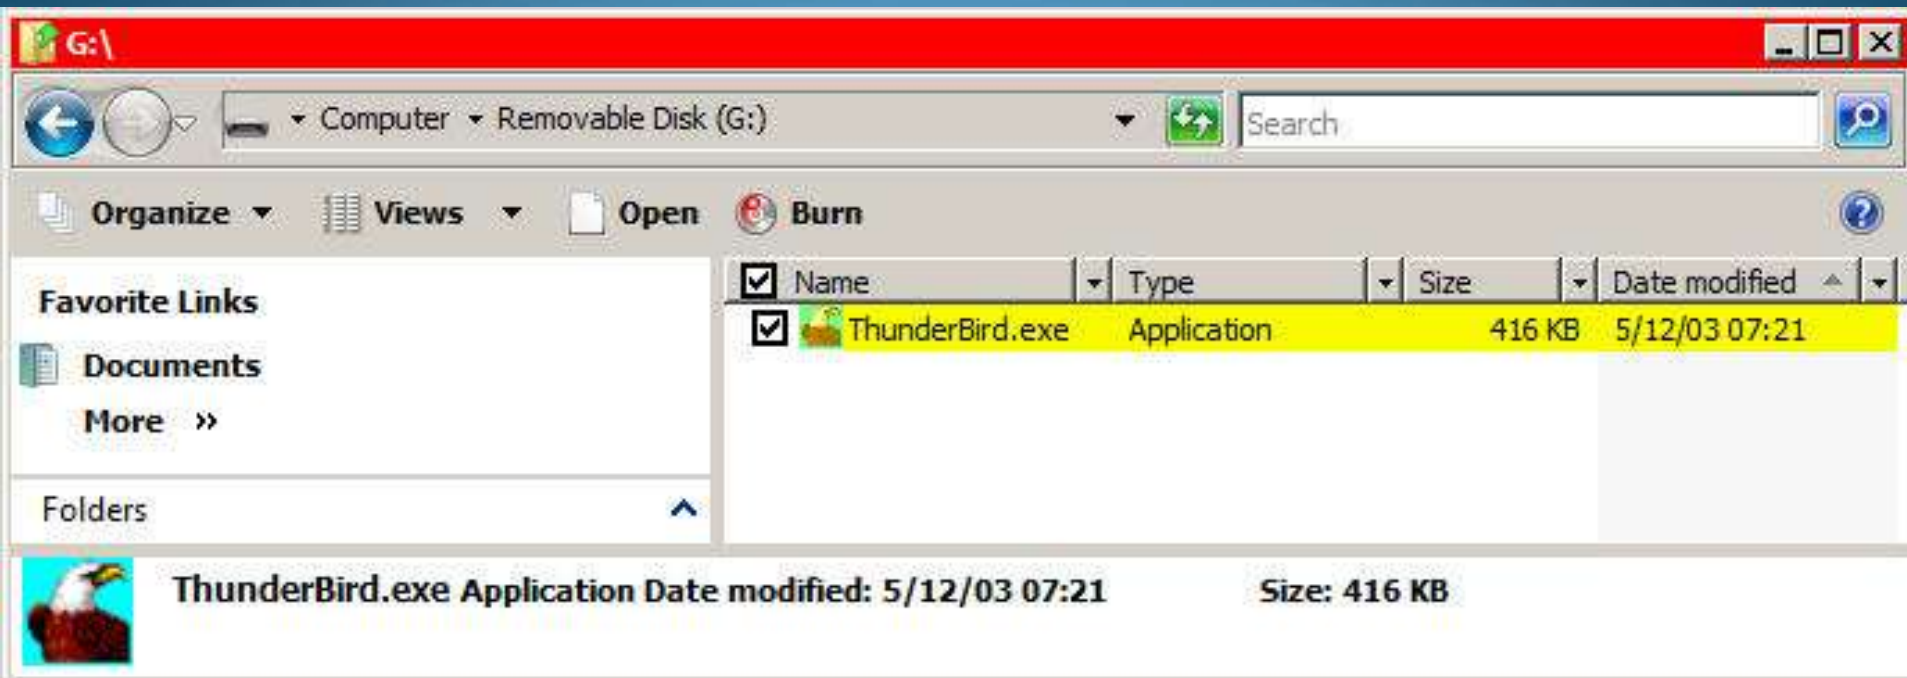 G:\
Computer Removable Disk (G:) Search
Organize Views Open Burn
Favorite Links
Documents
More »
Folders
Name Type Size Date modified
ThunderBird.exe Application 416 KB 5/12/03 07:21
ThunderBird.exe Application Date modified: 5/12/03 07:21 Size: 416 KB